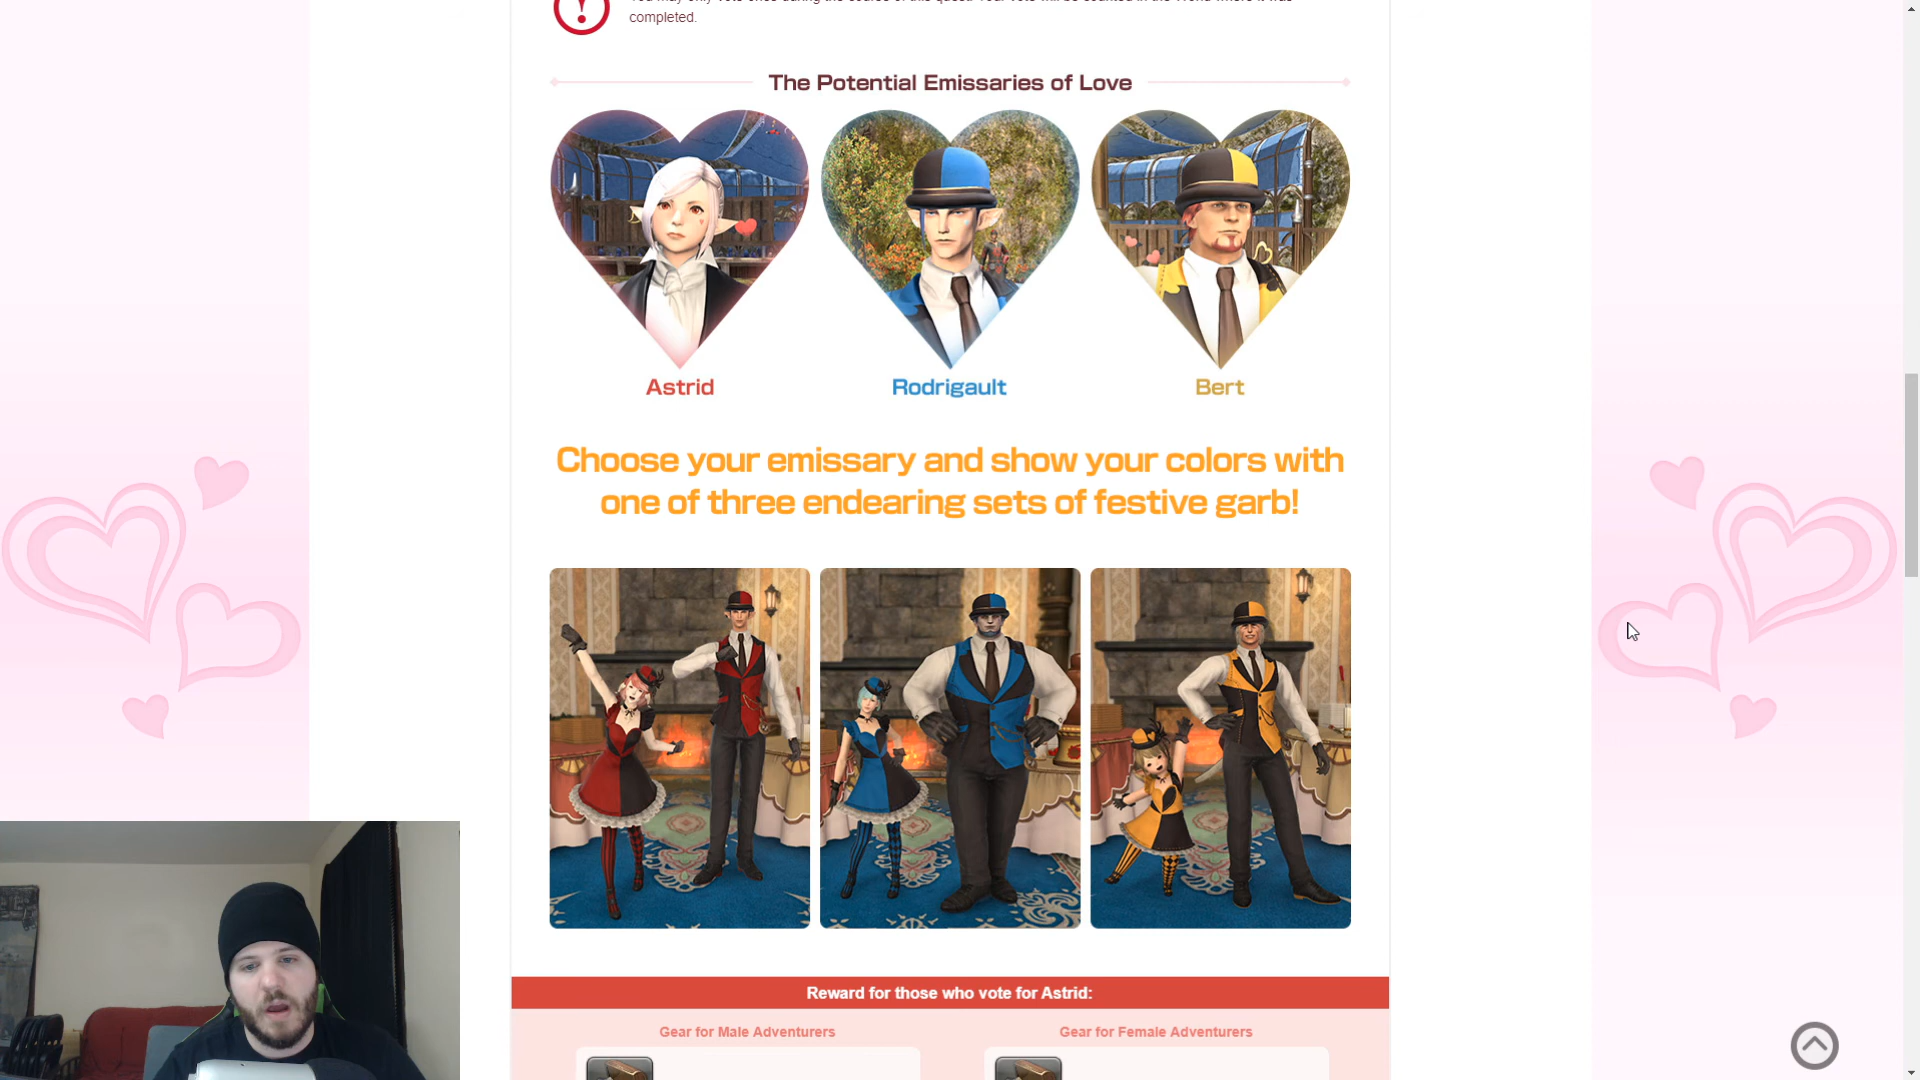 completed.
The Potential Emissaries of Love
Astrid
Rodrigault
Bert
Choose your emissary and show your colors with
one of three endearing sets of festive garb!
Reward for those who vote for Astrid:
Gear for Male Adventurers
Gear for Female Adventurers